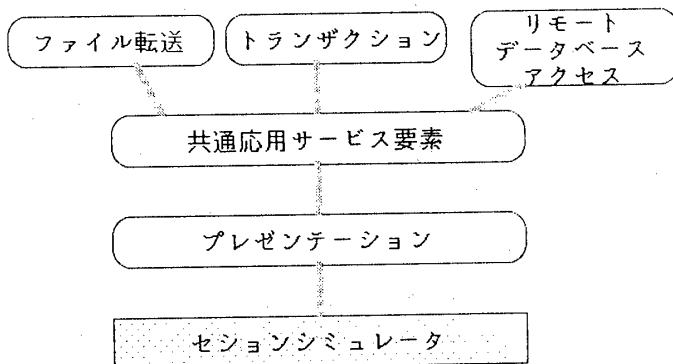 ファイル転送
トランザクション
リモート
データベース
アクセス
共通応用サービス要素
プレゼンテーション
セションシミュレータ